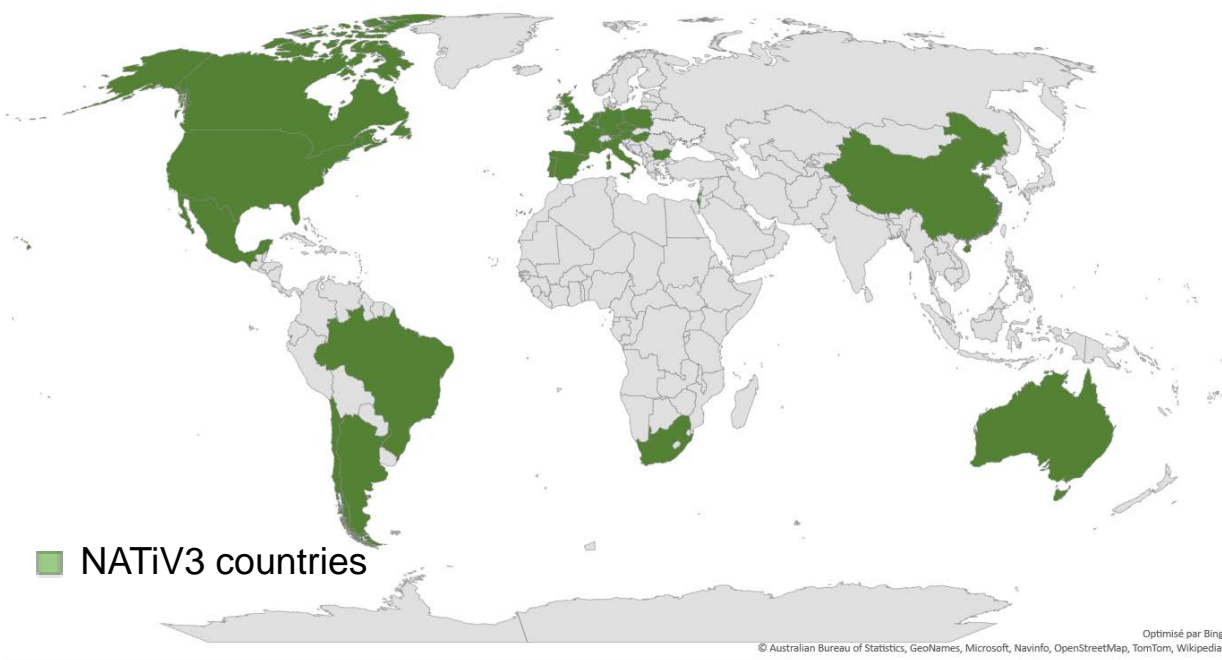 NATiV3 countries
Optimisé par Bing
© Australian Bureau of Statistics, GeoNames, Microsoft, Navinfo, OpenStreetMap, TomTom, Wikipedia